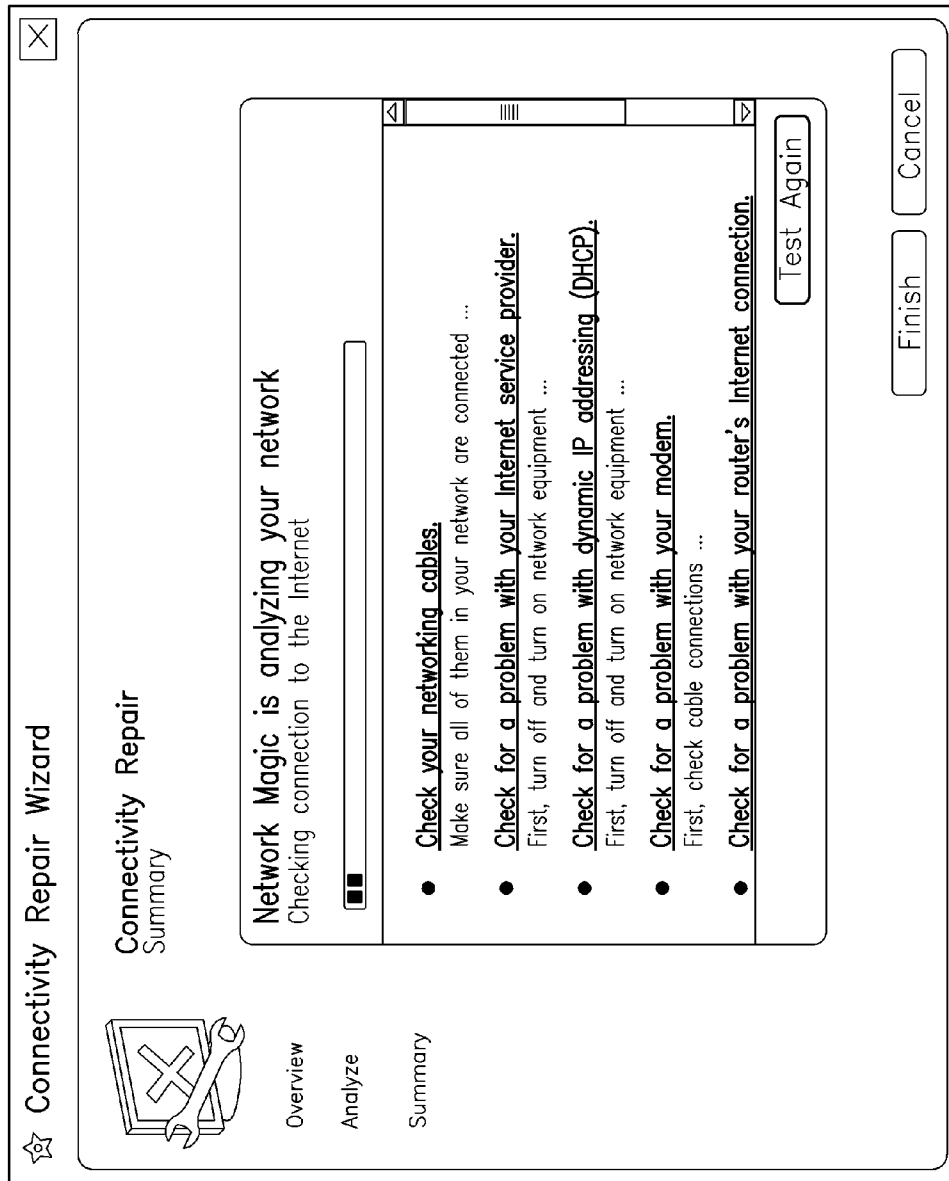 Connectivity Repair Wizard
Connectivity Repair
Summary
Overview
Analyze
Summary
Network Magic is analyzing your network
Checking connection to the Internet
Check your networking cables.
Make sure all of them in your network are connected ...
Check for a problem with your Internet service provider.
First, turn off and turn on network equipment ...
Check for a problem with dynamic IP addressing (DHCP).
First, turn off and turn on network equipment ...
Check for a problem with your modem.
First, check cable connections ...
Check for a problem with your router's Internet connection.
Test Again
Finish
Cancel